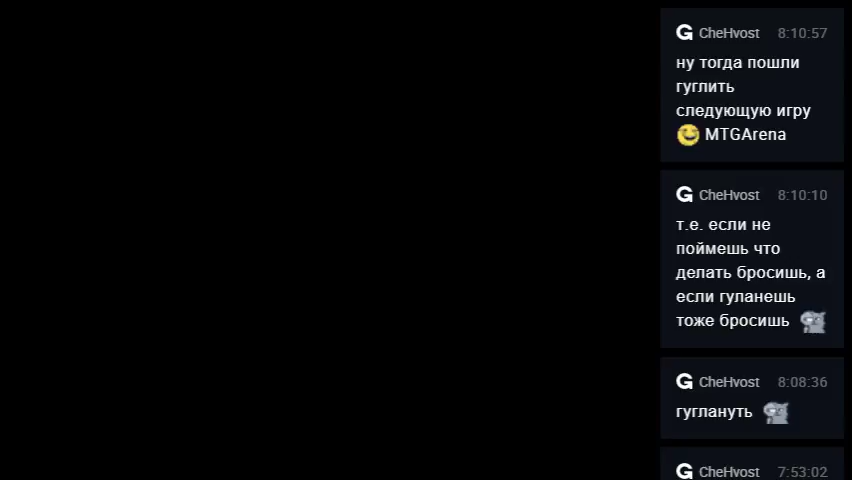 G CheHvost 8:10:57
ну тогда пошли
гуглить
следующую игру
MTGArena
G CheHvost 8:10:10
т.е. если не
поймешь что
делать бросишь, а
если гуланешь
тоже бросишь
G CheHvost 8:08:36
туглануть
G CheHvost 7:53:02